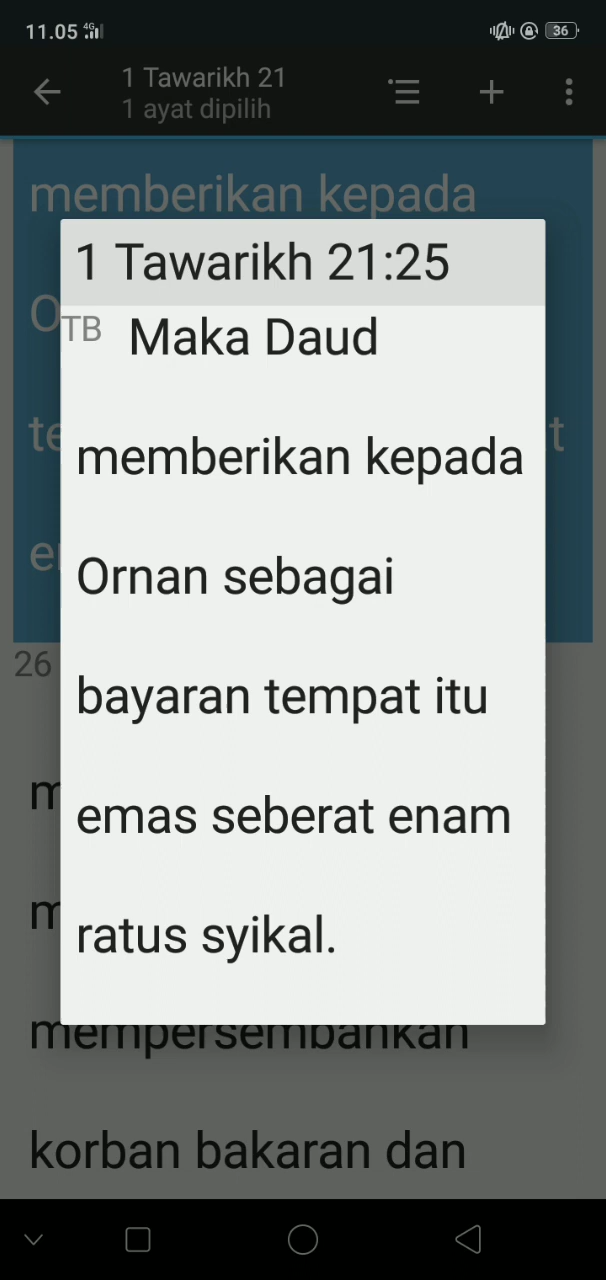 11.05 4G 36
1 Tawarikh 21
1 ayat dipilih
memberikan kepada
1 Tawarikh 21:25
TB Maka Daud
memberikan kepada
Ornan sebagai
bayaran tempat itu
emas seberat enam
ratus syikal.
26
mempersembahkan
korban bakaran dan